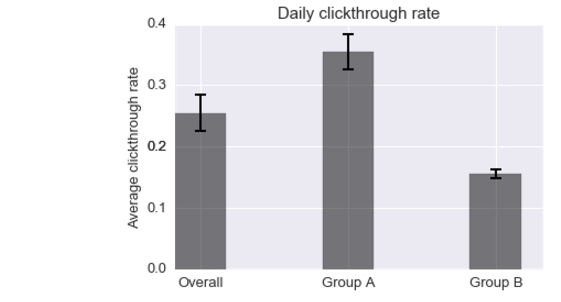 Daily clickthrough rate
Average clickthrough rate
0.4
0.3
0.2
0.1
0.0
Overall
Group A
Group B